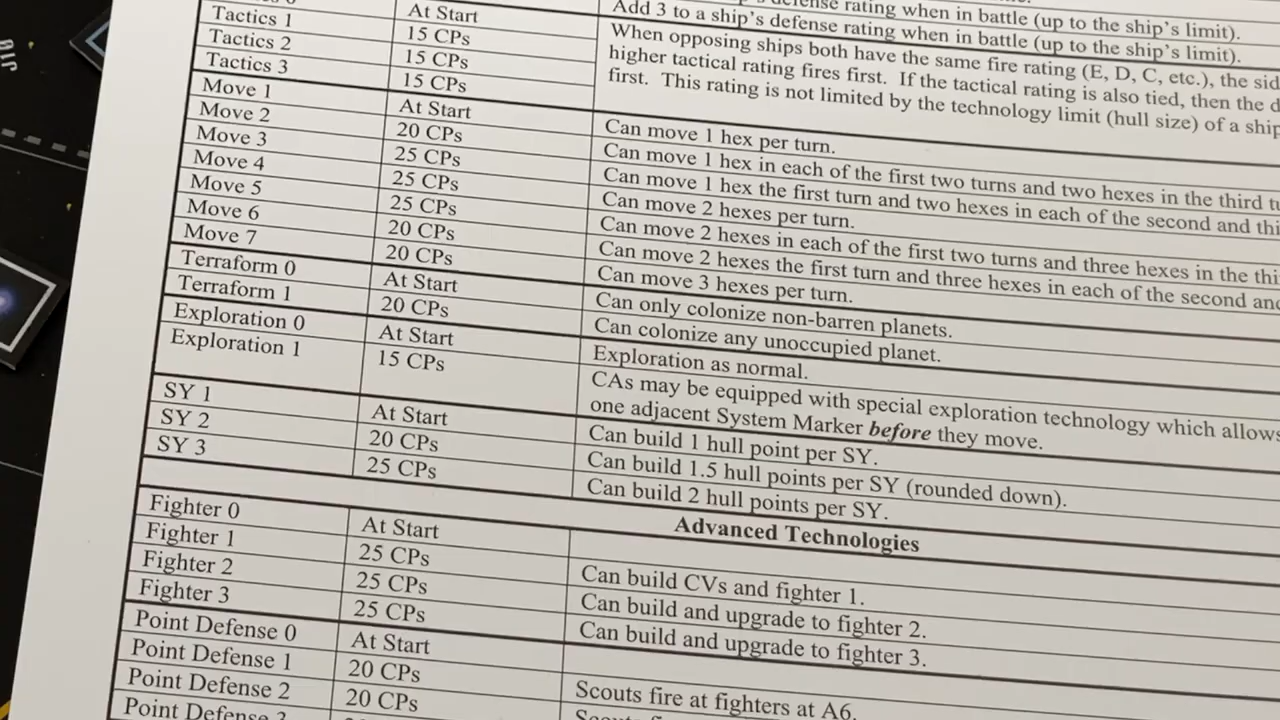 defense rating when in battle (up to the ship's limit).
Add 3 to a ship's defense rating when in battle (up to the ship's limit).
Tactics 1 At Start When opposing ships both have the same fire rating (E, D, C, etc.), the
Tactics 2 15 CPs higher tactical rating fires first. If the tactical rating is also tied, then the
Tactics 3 15 CPs first. This rating is not limited by the technology limit (hull size) of a
15 CPs
Move 1 At Start Can move 1 hex per turn.
Move 2 20 CPs Can move 1 hex in each of the first two turns and two hexes in the third
Move 3 25 CPs Can move 1 hex the first turn and two hexes in each of the second and
Move 4 25 CPs Can move 2 hexes per turn.
Move 5 25 CPs Can move 2 hexes in each of the first two turns and three hexes in the
Move 6 20 CPs Can move 2 hexes the first turn and three hexes in each of the second
Move 7 20 CPs Can move 3 hexes per turn.
Terraform 0 At Start Can only colonize non-barren planets.
Terraform 1 20 CPs Can colonize any unoccupied planet.
Exploration 0 At Start Exploration as normal.
Exploration 1 15 CPs CAs may be equipped with special exploration technology which allows
one adjacent System Marker before they move.
SY 1 At Start Can build 1 hull point per SY.
SY 2 20 CPs Can build 1.5 hull points per SY (rounded down).
SY 3 25 CPs Can build 2 hull points per SY.
Advanced Technologies
Fighter 0 At Start
Fighter 1 25 CPs Can build CVs and fighter 1.
Fighter 2 25 CPs Can build and upgrade to fighter 2.
Fighter 3 25 CPs Can build and upgrade to fighter 3.
Point Defense 0 At Start
Point Defense 1 20 CPs Scouts fire at fighters at A6.
Point Defense 2 20 CPs
Point Defense